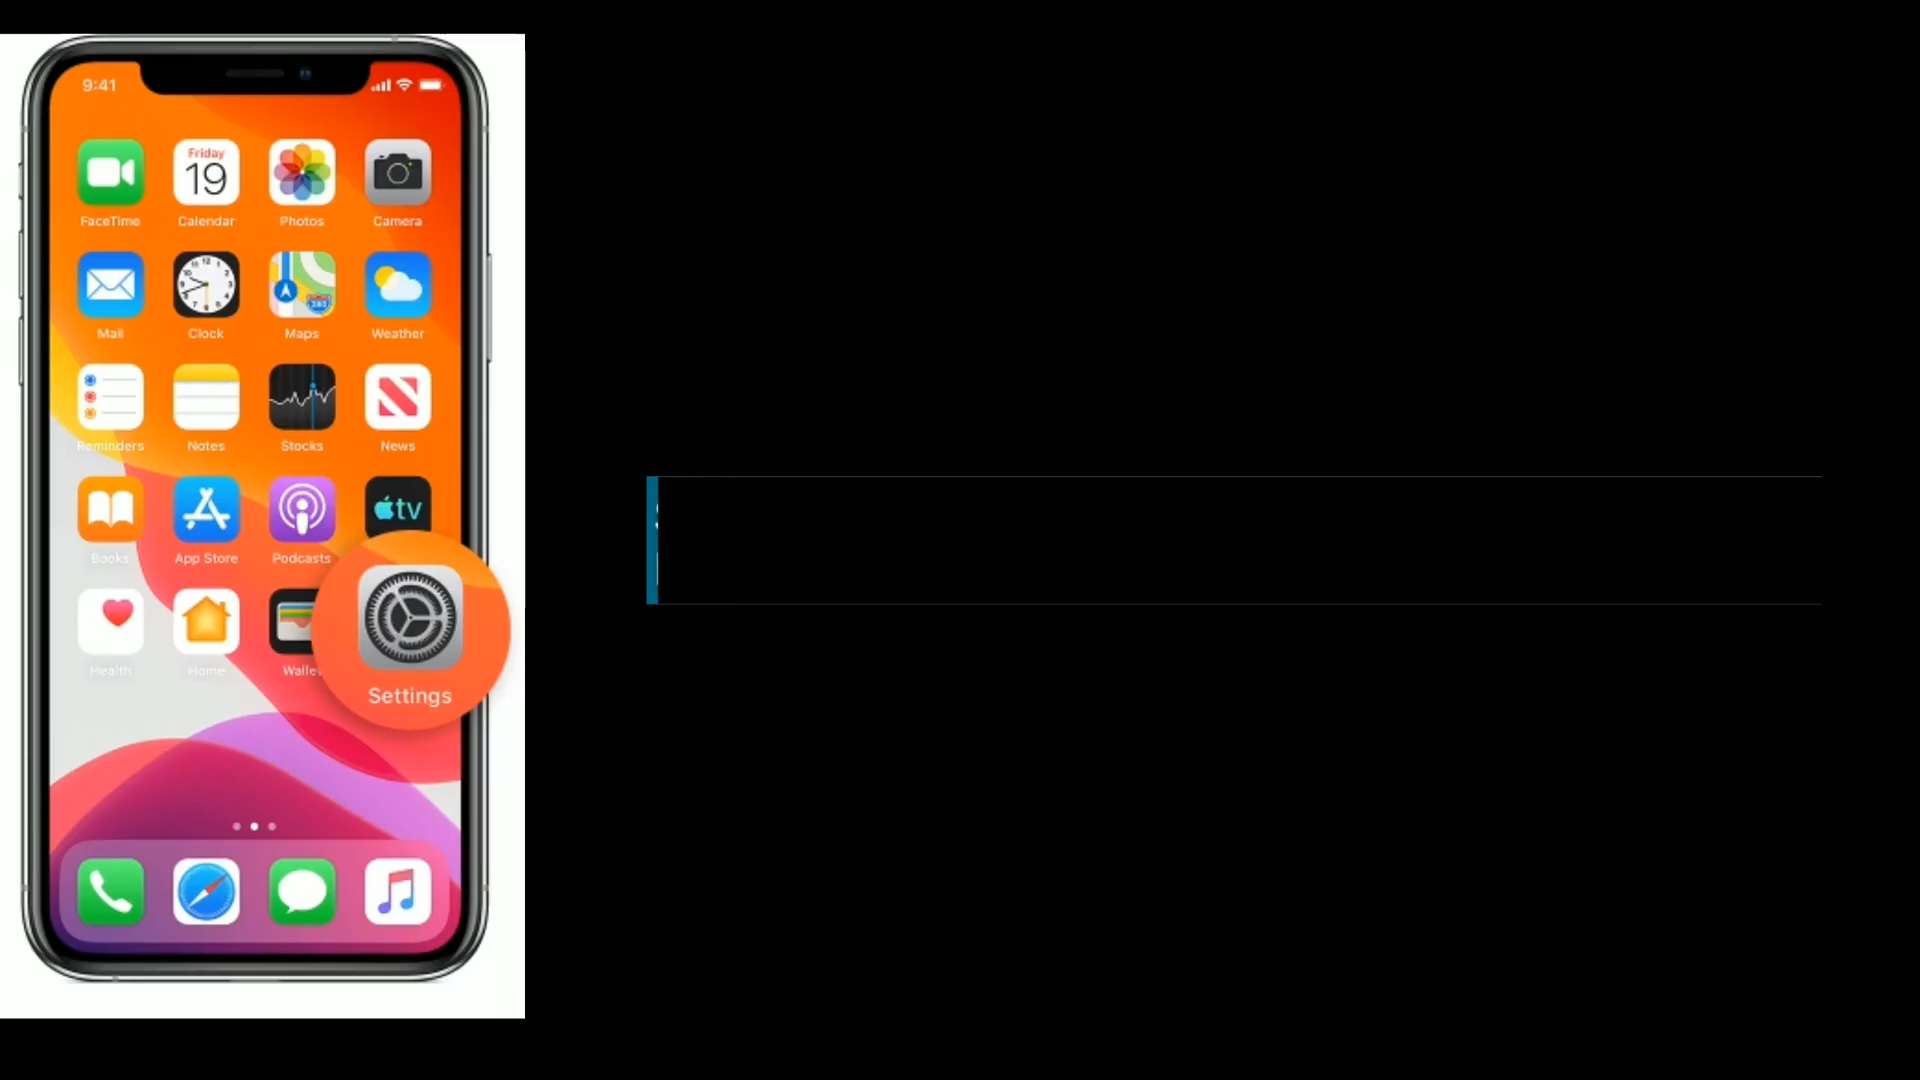 9:41
Friday
19
FaceTime Calendar Photos Camera
Mail Clock Maps Weather
Reminders Notes Stocks News
tv
Books App Store Podcasts
Health Home
Settings